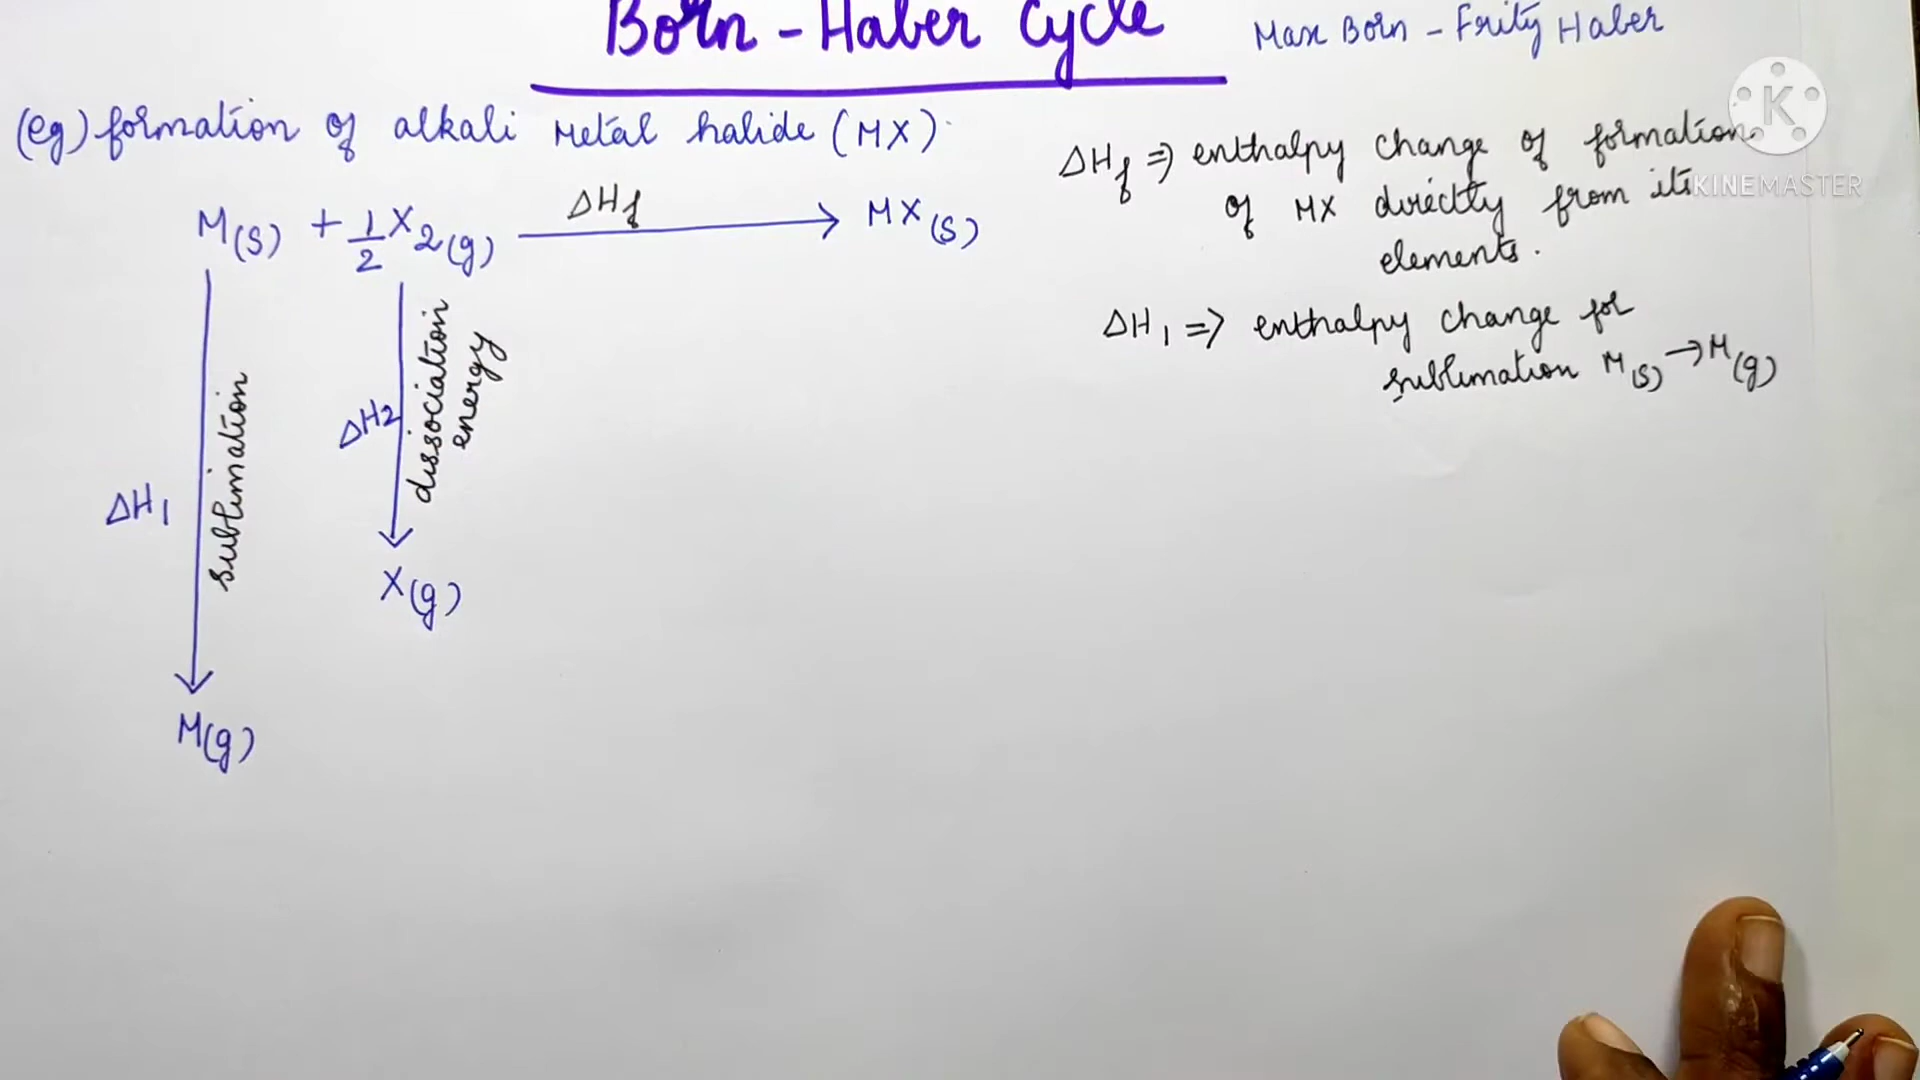 Born - Haber Cycle
Max Born - Fritz Haber
(eg) formation of alkali metal halide (MX).
M(s) + 1/2 X2(g) → MX(s)
ΔHf
ΔH1
sublimation
M(g)
ΔH2
dissociation
energy
X(g)
ΔHf ⇒ enthalpy change of formation
of MX directly from its
elements.
ΔH1 ⇒ enthalpy change for
sublimation M(s) → M(g)
K
KINEMASTER